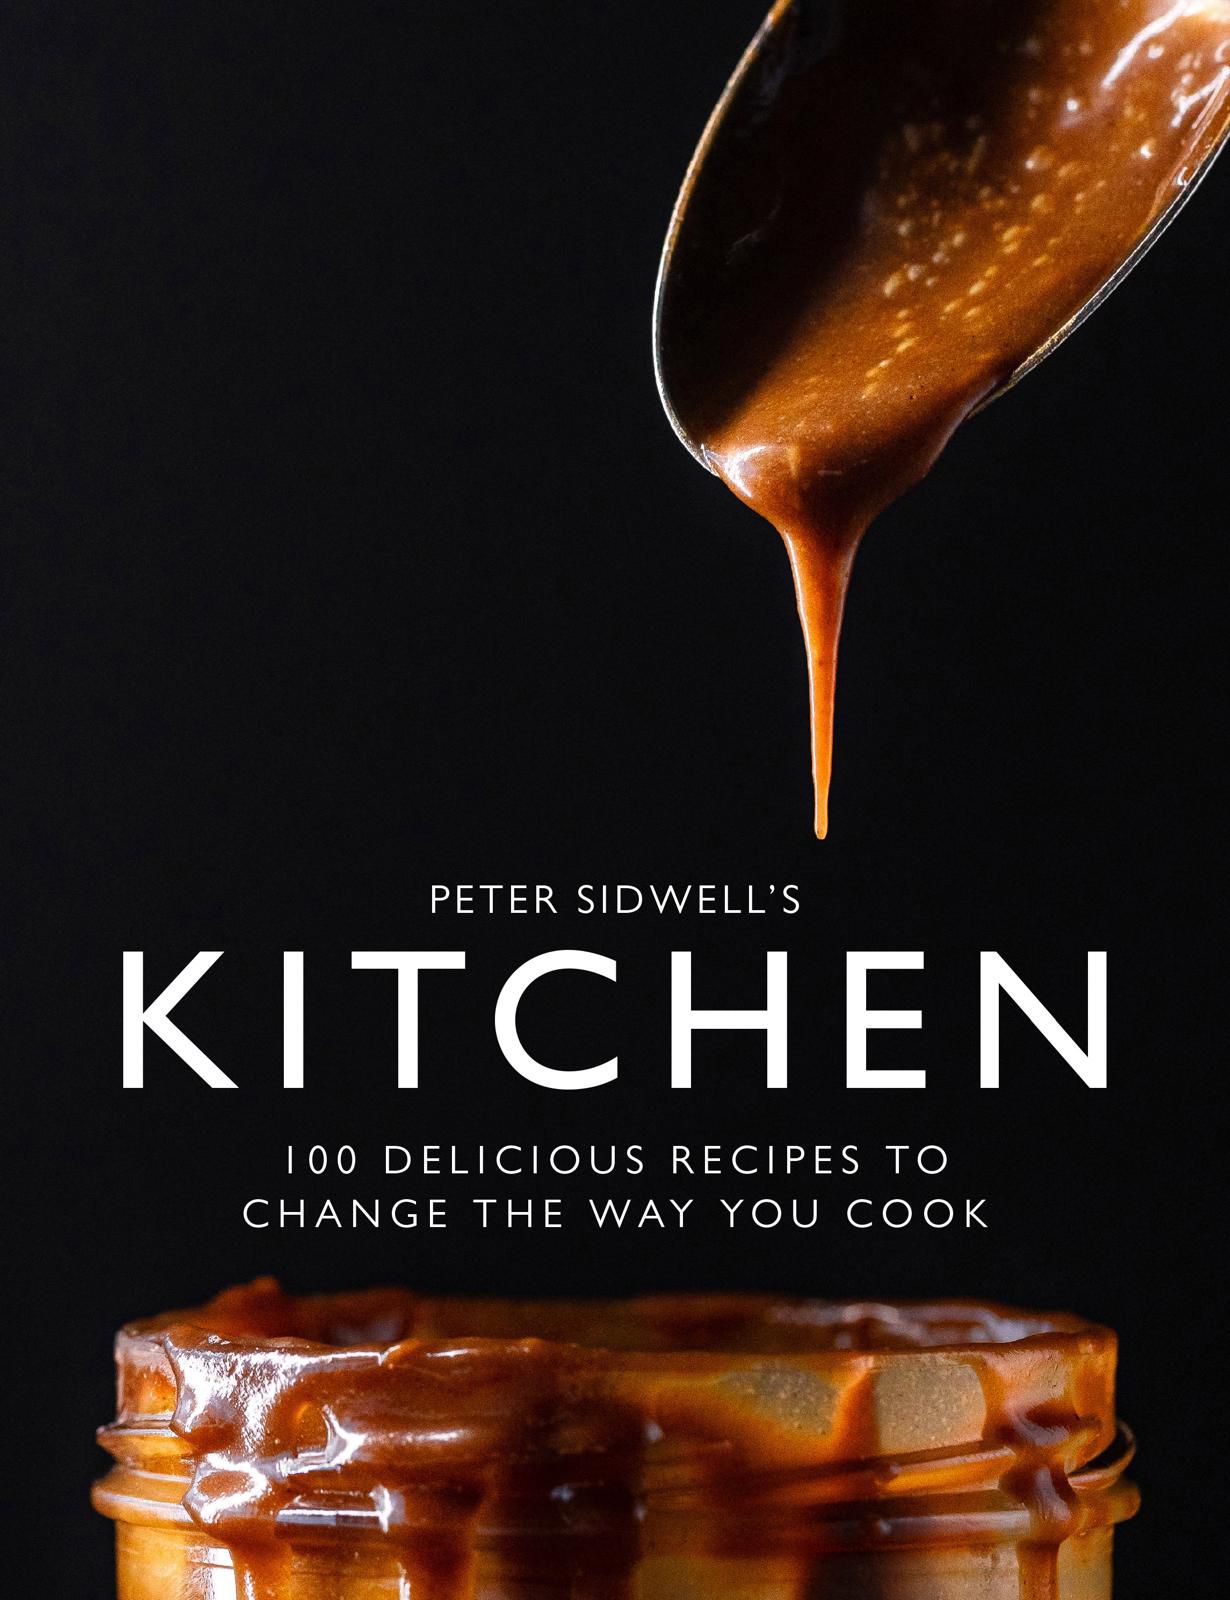 PETER SIDWELL’S
KITCHEN
100 DELICIOUS RECIPES TO
CHANGE THE WAY YOU COOK